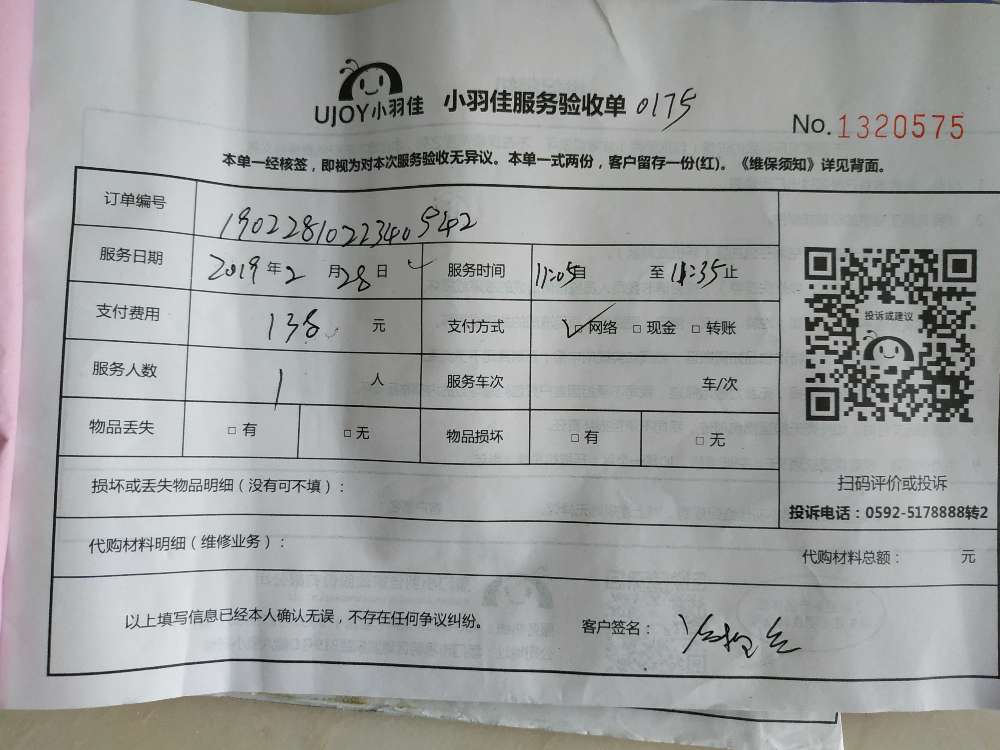 UJOY小羽佳 小羽佳服务验收单 0175
No.1320575
本单一经核签，即视为对本次服务验收无异议。本单一式两份，客户留存一份(红)。《维保须知》详见背面。
订单编号 1902281022340542
服务日期 2019年2月28日 服务时间 11:05自 至 11:35止
支付费用 138 元 支付方式 □网络 □现金 □转账
服务人数 1 人 服务车次 车/次
物品丢失 □有 □无 物品损坏 □有 □无
投诉或建议
扫码评价或投诉
投诉电话：0592-5178888转2
损坏或丢失物品明细（没有可不填）：
代购材料明细（维修业务）： 代购材料总额： 元
以上填写信息已经本人确认无误，不存在任何争议纠纷。 客户签名：